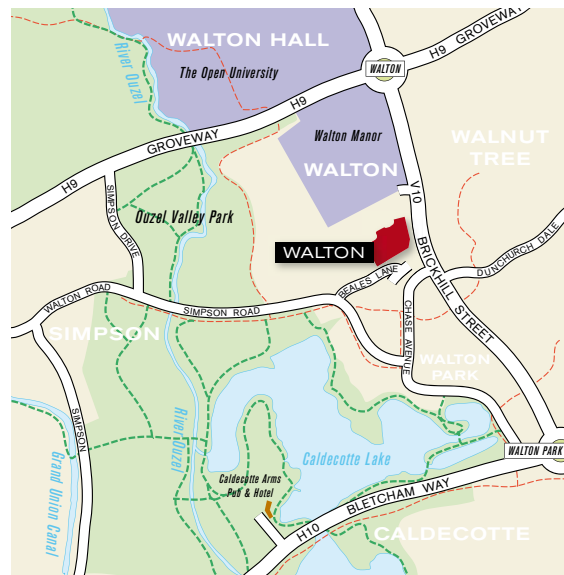 H9 GROVEWAY
WALTON HALL
River Ouzel
The Open University
WALTON
H9
Walton Manor
WALNUT
TREE
GROVEWAY
WALTON
H9
V10
SIMPSON DRIVE
Ouzel Valley Park
DUNCHURCH DALE
WALTON
BRICKHILL STREET
BEALES LANE
WALTON ROAD
SIMPSON ROAD
CHASE AVENUE
SIMPSON
WALTON
PARK
SIMPSON
River Ouzel
Caldecotte Lake
WALTON PARK
Grand Union Canal
Caldecotte Arms
Pub & Hotel
BLETCHAM WAY
H10
CALDECOTTE